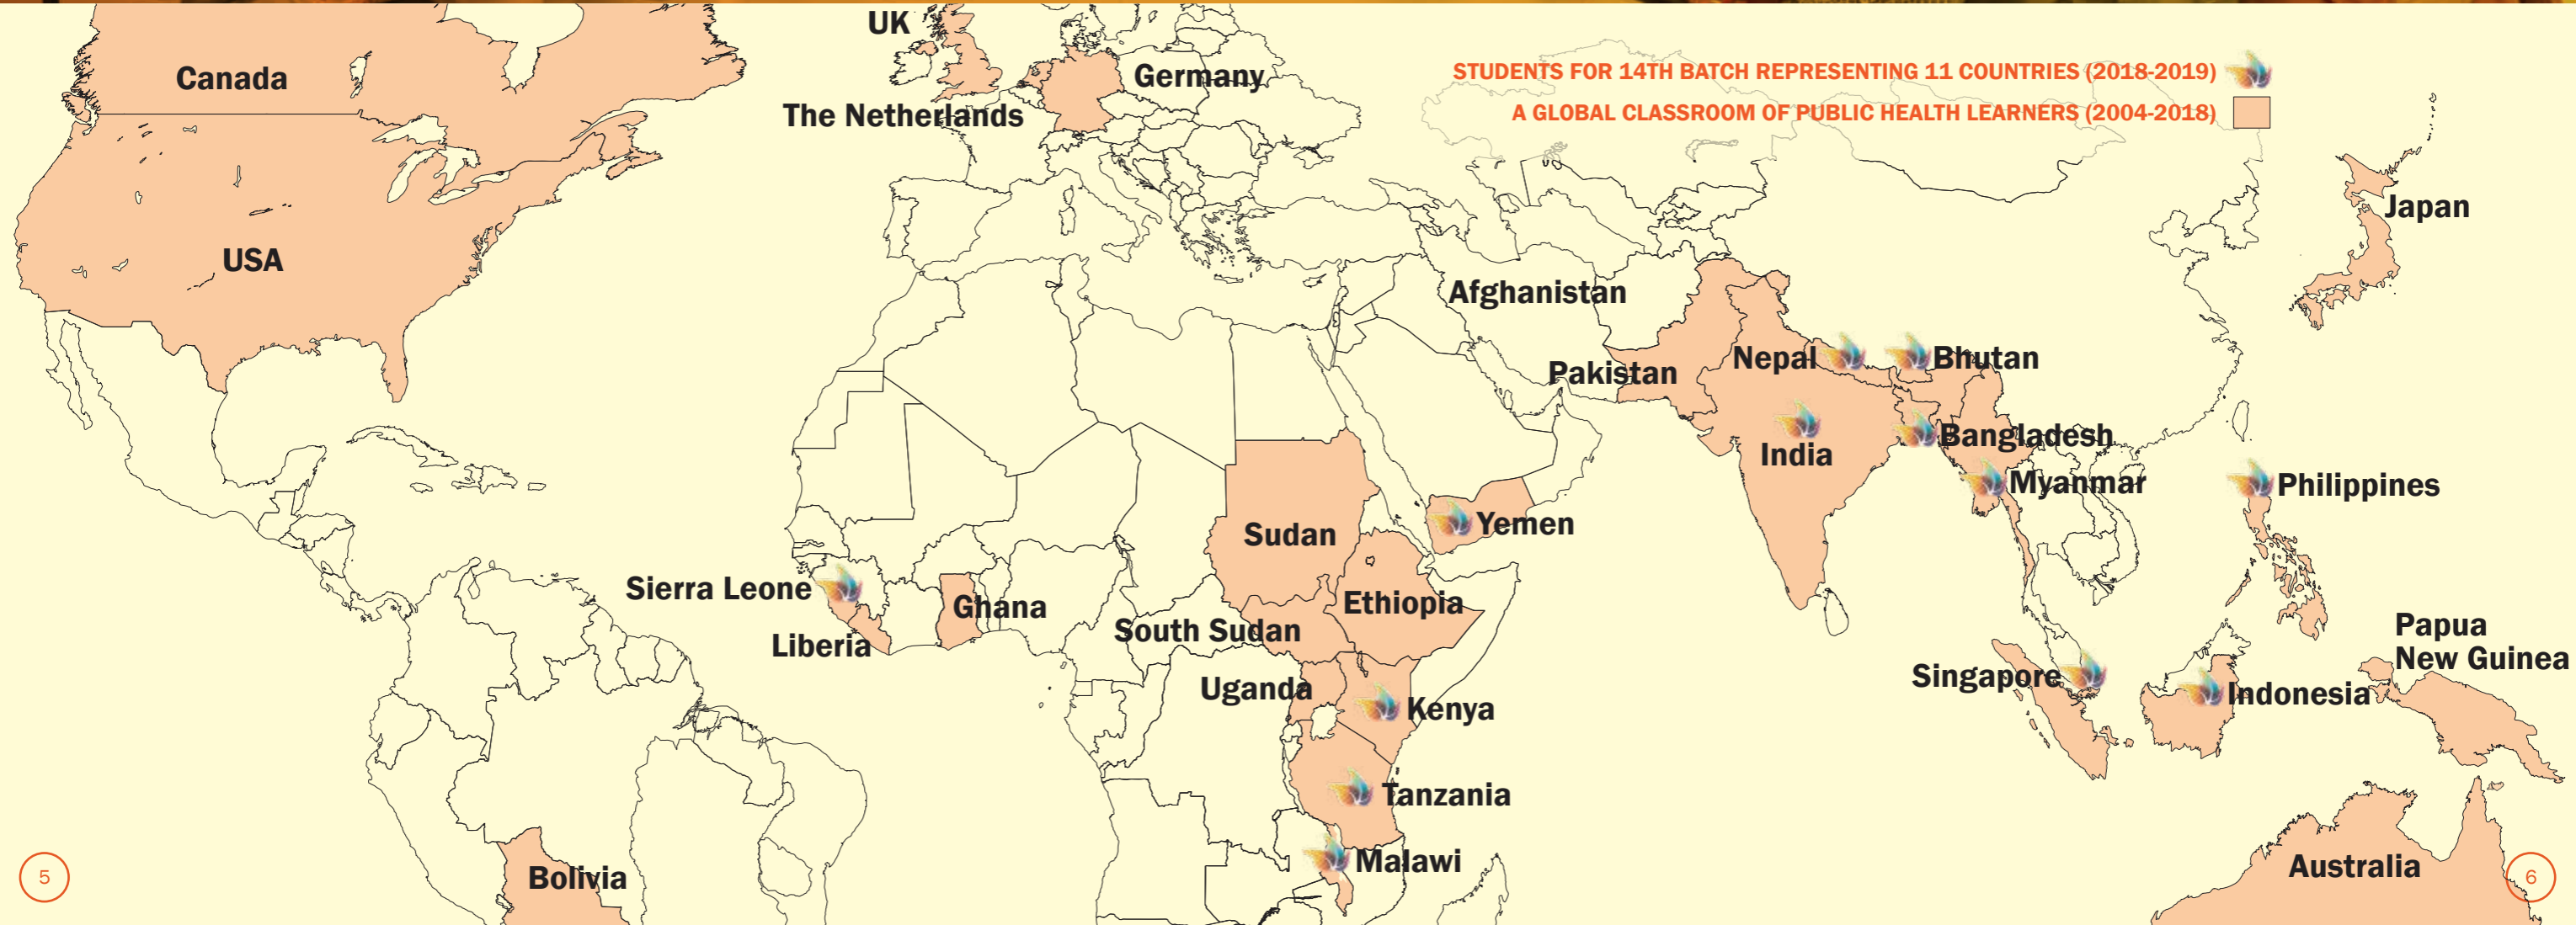 UK
Canada
Germany
The Netherlands
STUDENTS FOR 14TH BATCH REPRESENTING 11 COUNTRIES (2018-2019)
A GLOBAL CLASSROOM OF PUBLIC HEALTH LEARNERS (2004-2018)
Japan
USA
Afghanistan
Nepal
Bhutan
Pakistan
Bangladesh
India
Myanmar
Philippines
Yemen
Sudan
Sierra Leone
Ghana
Ethiopia
Liberia
South Sudan
Papua
New Guinea
Singapore
Uganda
Indonesia
Kenya
Tanzania
Malawi
Australia
Bolivia
5
6